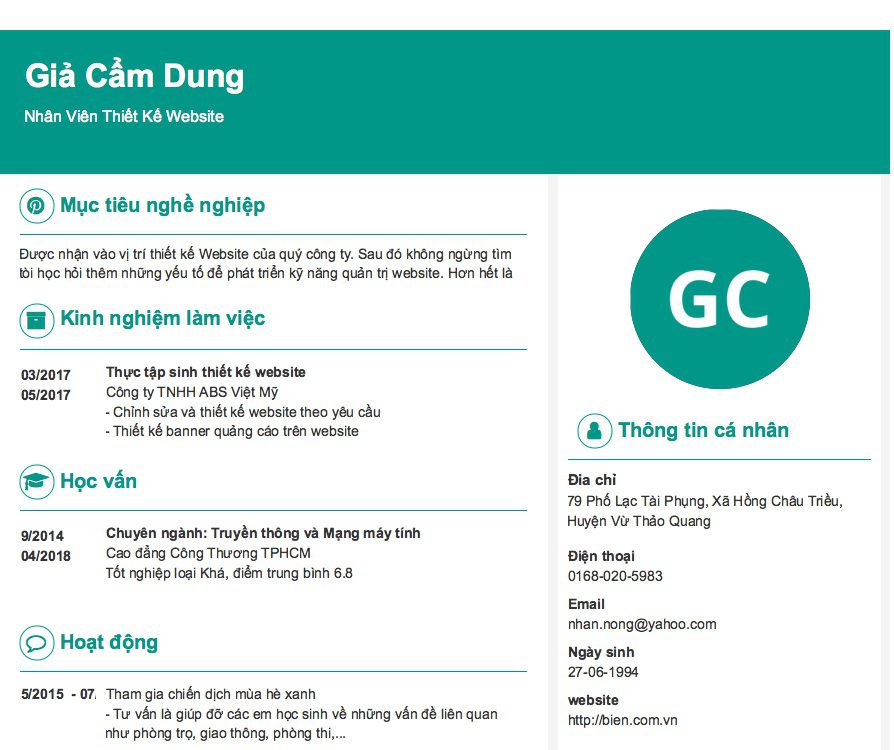 Giả Cẩm Dung
Nhân Viên Thiết Kế Website
Mục tiêu nghề nghiệp
Được nhận vào vị trí thiết kế Website của quý công ty. Sau đó không ngừng tìm
tòi học hỏi thêm những yếu tố để phát triển kỹ năng quản trị website. Hơn hết là
Kinh nghiệm làm việc
03/2017
05/2017
Thực tập sinh thiết kế website
Công ty TNHH ABS Việt Mỹ
- Chỉnh sửa và thiết kế website theo yêu cầu
- Thiết kế banner quảng cáo trên website
Học vấn
9/2014
04/2018
Chuyên ngành: Truyền thông và Mạng máy tính
Cao đẳng Công Thương TPHCM
Tốt nghiệp loại Khá, điểm trung bình 6.8
Hoạt động
5/2015 - 07
Tham gia chiến dịch mùa hè xanh
- Tư vấn là giúp đỡ các em học sinh về những vấn đề liên quan
như phòng trọ, giao thông, phòng thi,...
GC
Thông tin cá nhân
Đia chỉ
79 Phố Lạc Tài Phụng, Xã Hồng Châu Triều,
Huyện Vừ Thảo Quang
Điện thoại
0168-020-5983
Email
nhan.nong@yahoo.com
Ngày sinh
27-06-1994
website
http://bien.com.vn